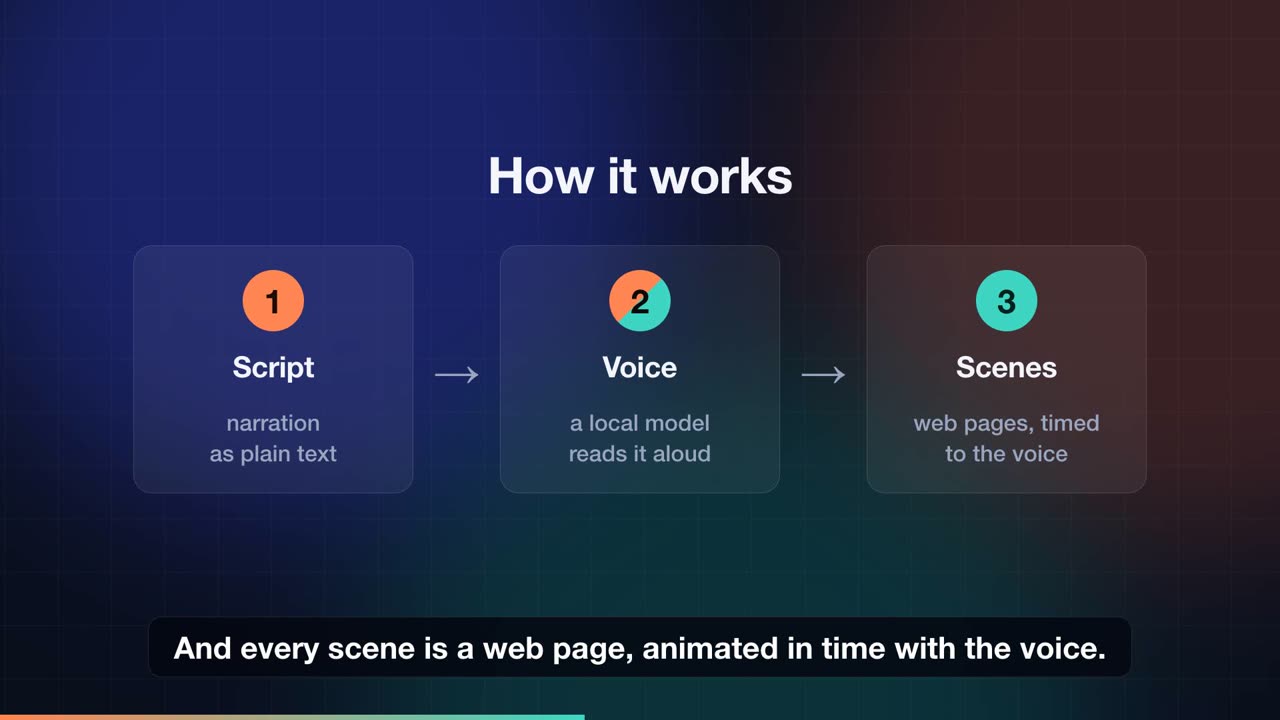 How it works
1
Script
narration
as plain text
→
2
Voice
a local model
reads it aloud
→
3
Scenes
web pages, timed
to the voice
And every scene is a web page, animated in time with the voice.